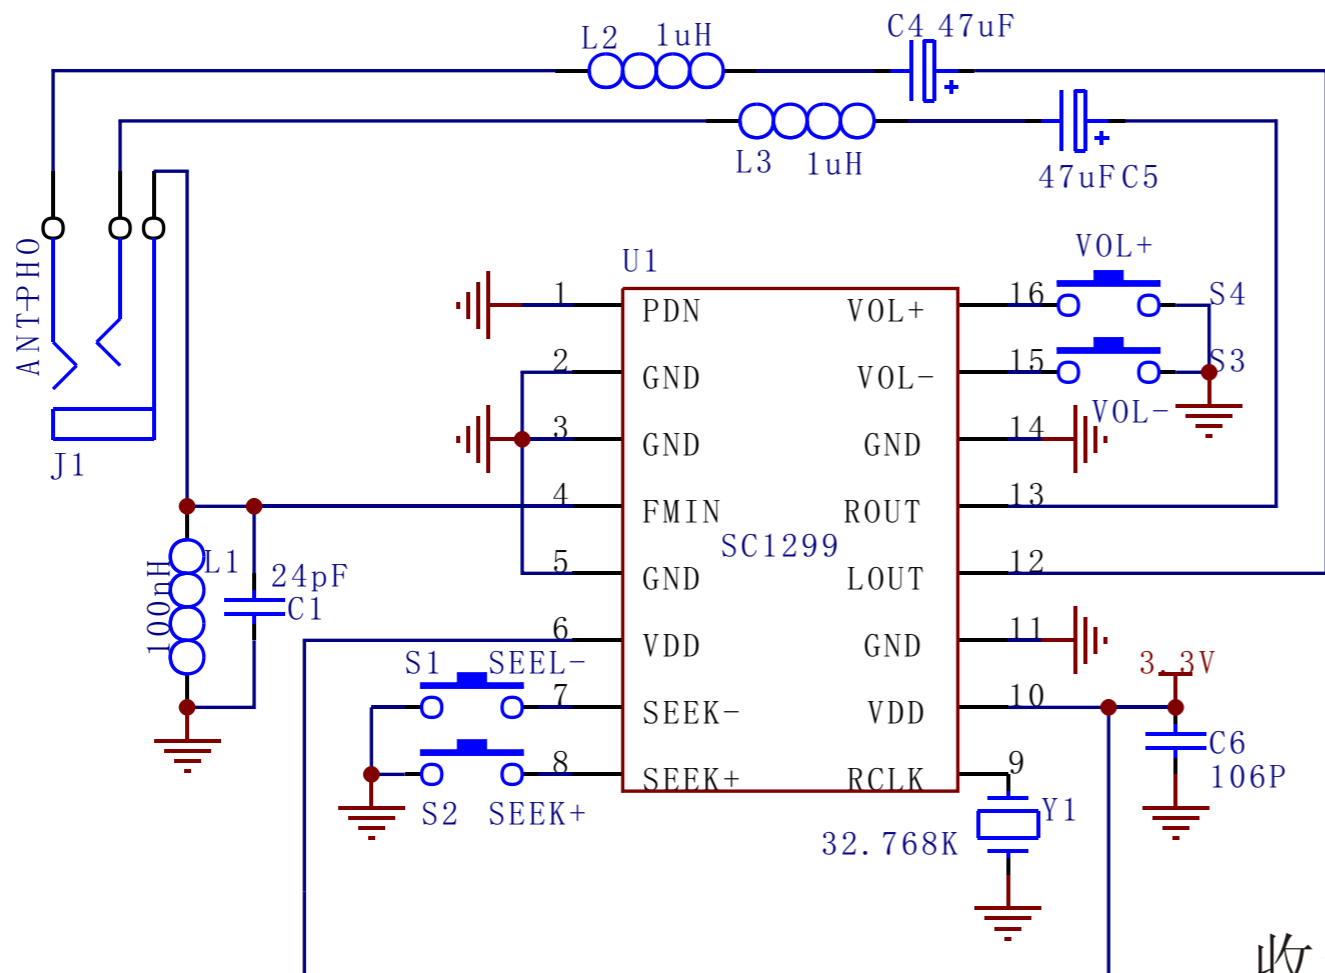 C4 47uF
L2 1uH
L3 1uH
47uF C5
ANT-PHO
J1
U1
VOL+
S4
S3
VOL-
1 PDN VOL+ 16
2 GND VOL- 15
3 GND GND 14
4 FMIN ROUT 13
SC1299
5 GND LOUT 12
6 VDD GND 11
7 SEEK- VDD 10
8 SEEK+ RCLK 9
L1
100nH
24pF
C1
S1 SEEL-
S2 SEEK+
3.3V
C6
106P
Y1
32.768K
收